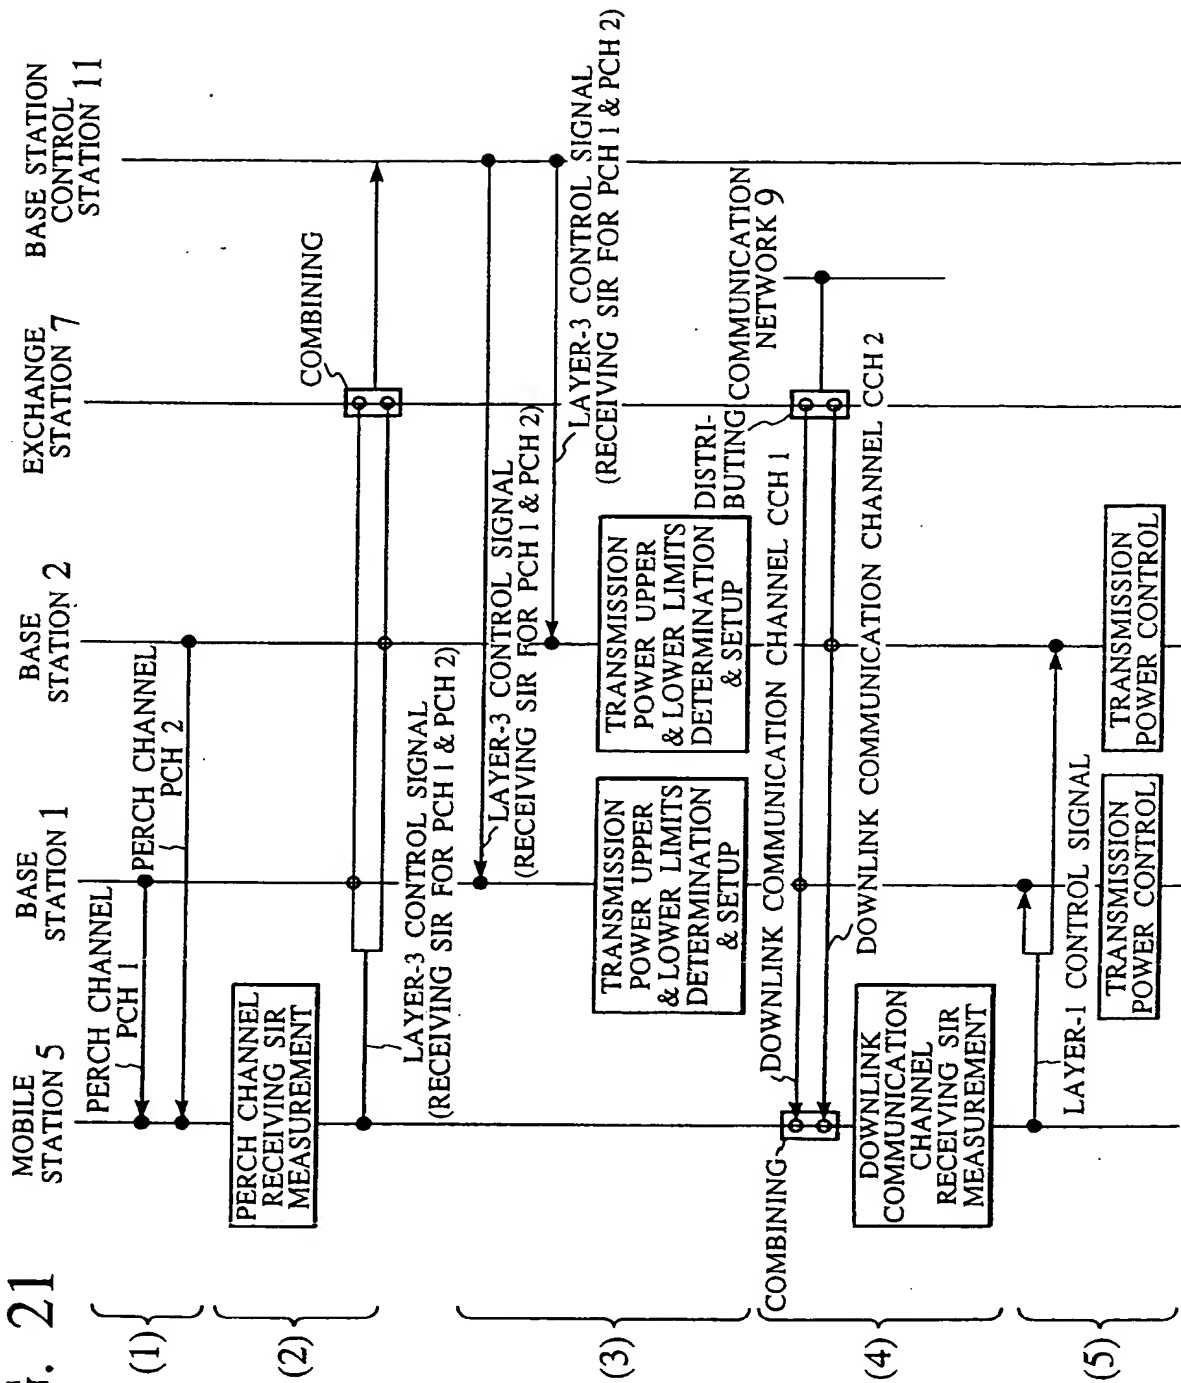 . 21
MOBILE
STATION 5
BASE
STATION 1
BASE
STATION 2
EXCHANGE
STATION 7
BASE STATION
CONTROL
STATION 11
(1)
PERCH CHANNEL
PCH 1
PERCH CHANNEL
PCH 2
(2)
PERCH CHANNEL
RECEIVING SIR
MEASUREMENT
LAYER-3 CONTROL SIGNAL
(RECEIVING SIR FOR PCH 1 & PCH 2)
COMBINING
(3)
LAYER-3 CONTROL SIGNAL
(RECEIVING SIR FOR PCH 1 & PCH 2)
LAYER-3 CONTROL SIGNAL
(RECEIVING SIR FOR PCH 1 & PCH 2)
TRANSMISSION
POWER UPPER
& LOWER LIMITS
DETERMINATION
& SETUP
TRANSMISSION
POWER UPPER
& LOWER LIMITS
DETERMINATION
& SETUP
(4)
DISTRI-
BUTING
COMMUNICATION
NETWORK 9
COMBINING
DOWNLINK COMMUNICATION CHANNEL CCH 1
DOWNLINK COMMUNICATION CHANNEL CCH 2
DOWNLINK
COMMUNICATION
CHANNEL
RECEIVING SIR
MEASUREMENT
(5)
LAYER-1 CONTROL SIGNAL
TRANSMISSION
POWER CONTROL
TRANSMISSION
POWER CONTROL